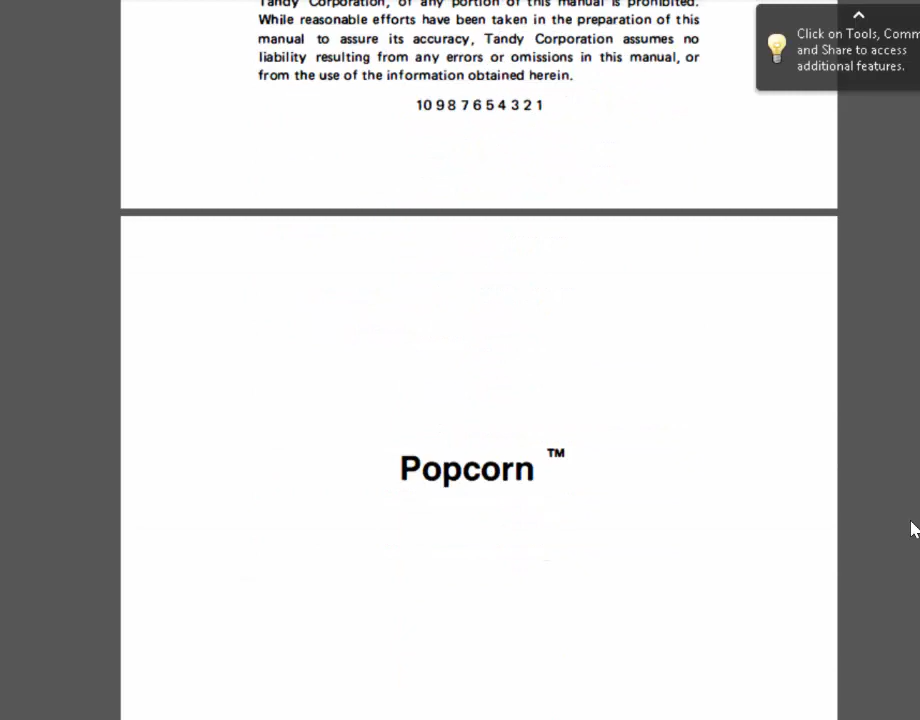 Tandy Corporation, of any portion of this manual is prohibited.
While reasonable efforts have been taken in the preparation of this
manual to assure its accuracy, Tandy Corporation assumes no
liability resulting from any errors or omissions in this manual, or
from the use of the information obtained herein.
10 9 8 7 6 5 4 3 2 1
Click on Tools, Comm
and Share to access
additional features.
Popcorn ™